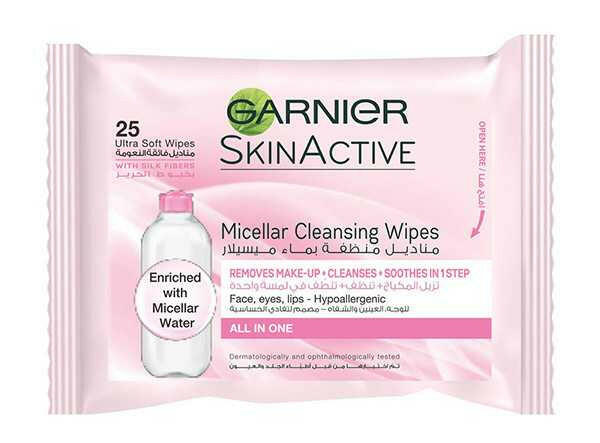 GARNIER
SKINACTIVE
25
Ultra Soft Wipes
مناديل فائقة النعومة
WITH SILK FIBERS
بخيوط الحرير
OPEN HERE / افتح هنا
Micellar Cleansing Wipes
مناديل منظفة بماء ميسيلار
REMOVES MAKE-UP + CLEANSES + SOOTHES IN 1 STEP
تزيل المكياج + تنظف + تلطف في لمسة واحدة
Face, eyes, lips - Hypoallergenic
للوجه، العينين والشفاه – مصمم لتفادي الحساسية
ALL IN ONE
Enriched
with
Micellar
Water
Dermatologically and ophthalmologically tested
تم اختبارها من قبل أطباء الجلد والعيون